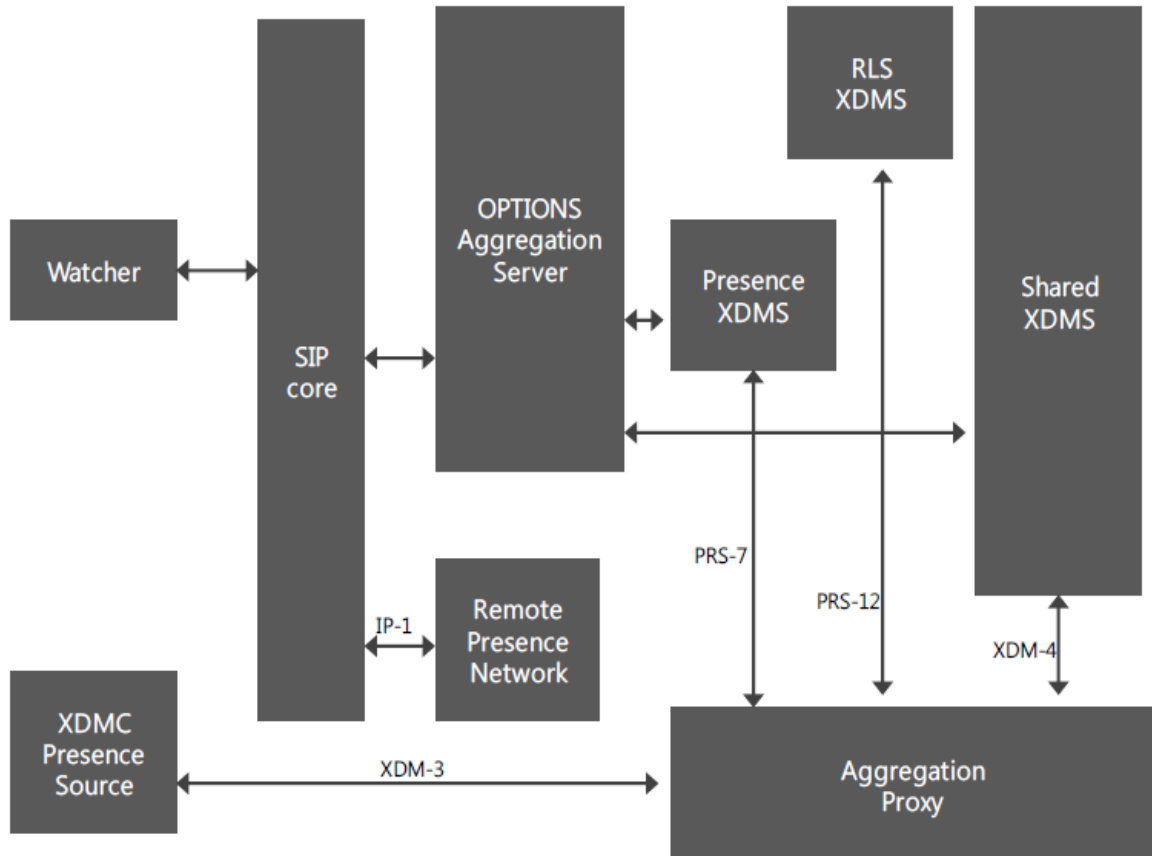 RLS
XDMS
OPTIONS
Aggregation
Server
Watcher
Presence
XDMS
Shared
XDMS
SIP
core
PRS-7
PRS-12
IP-1
Remote
Presence
Network
XDM-4
XDMC
Presence
Source
XDM-3
Aggregation
Proxy